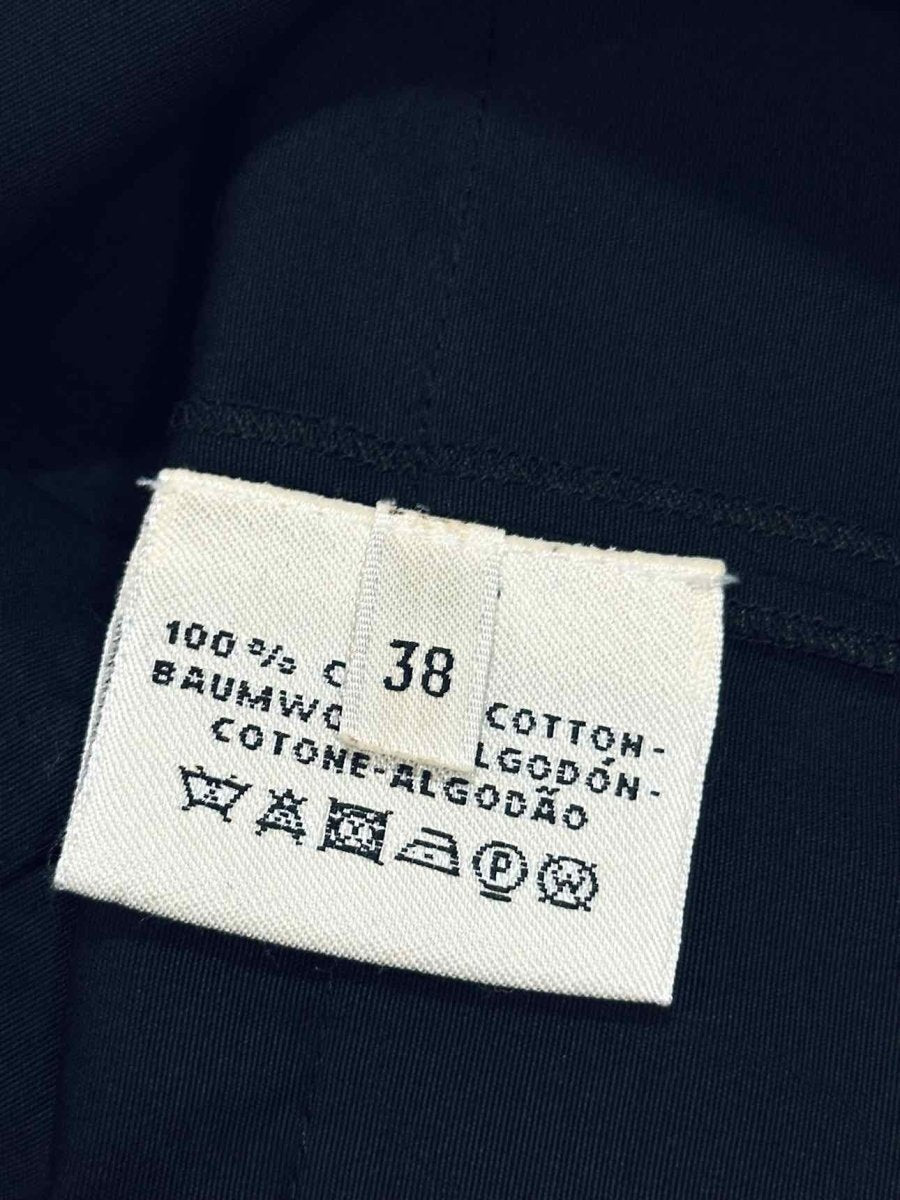 38
100 % C COTTON-
BAUMWO LGODÓN-
COTONE-ALGODÃO
P W